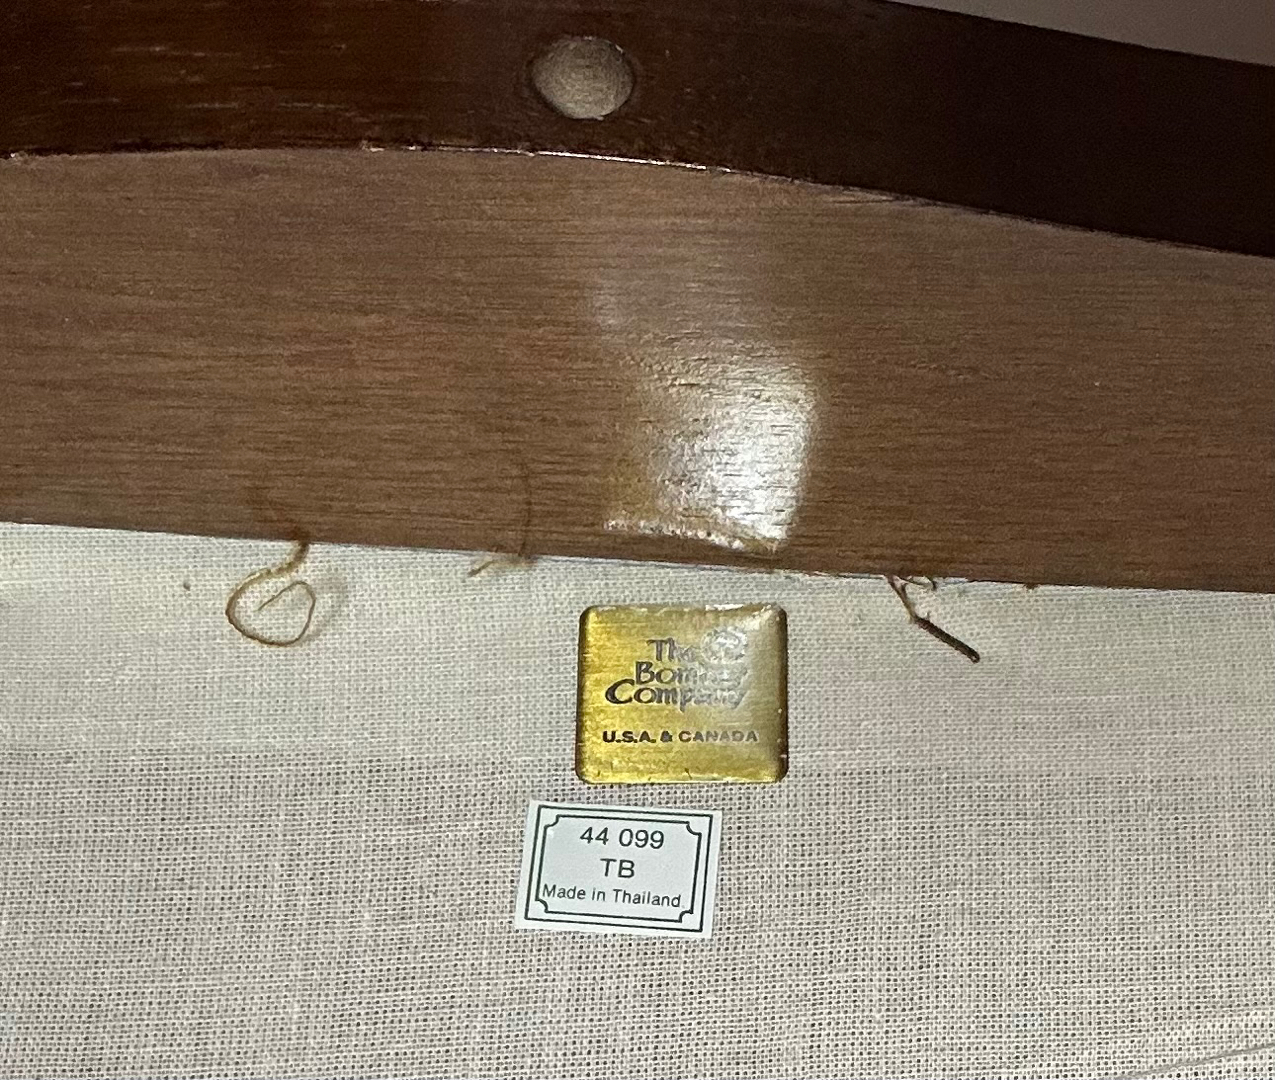 The
Bombay
Company
U.S.A. & CANADA
44 099
TB
Made in Thailand